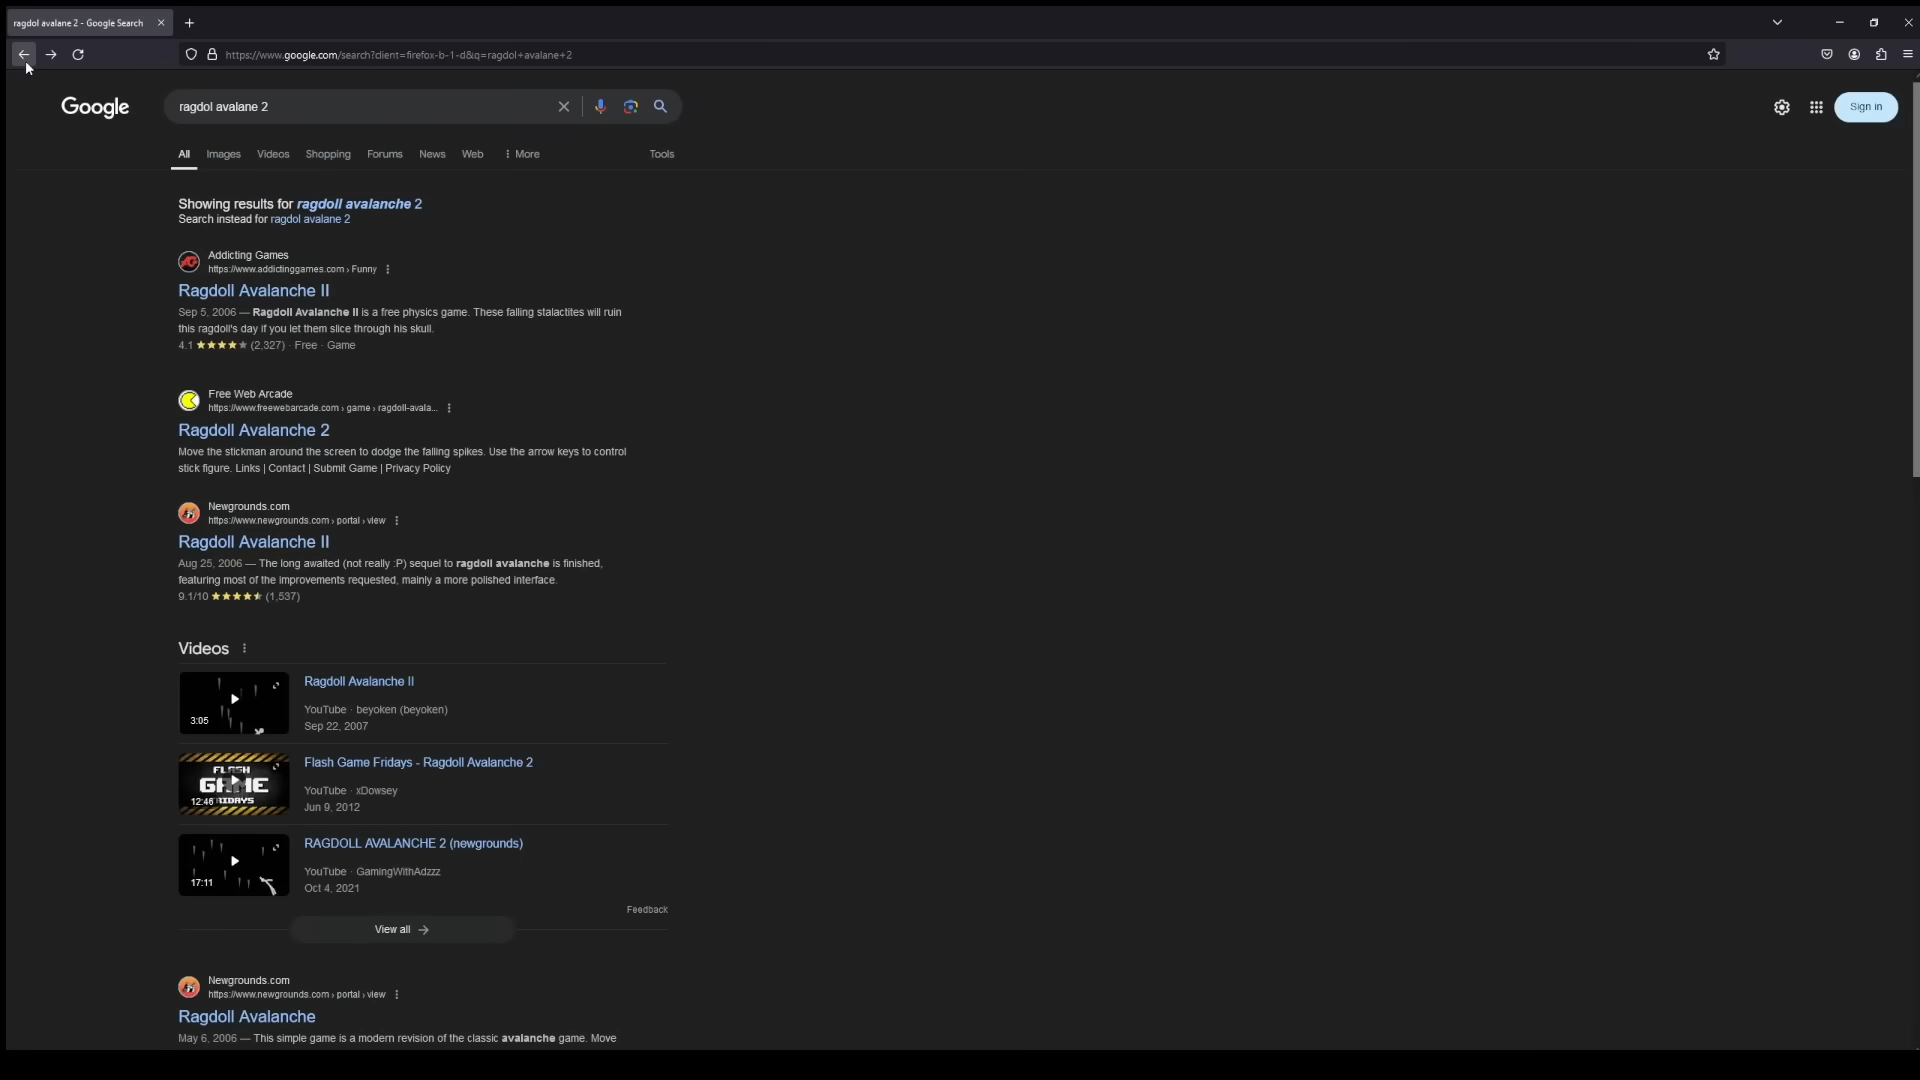 ragdol avalane 2 - Google Search
https://www.google.com/search?client=firefox-b-1-d&q=ragdol+avalane+2
Google
ragdol avalane 2
Sign in
All Images Videos Shopping Forums News Web More Tools
Showing results for ragdoll avalanche 2
Search instead for ragdol avalane 2
Addicting Games
https://www.addictinggames.com › Funny
Ragdoll Avalanche II
Sep 5, 2006 — Ragdoll Avalanche II is a free physics game. These falling stalactites will ruin
this ragdoll's day if you let them slice through his skull.
4.1 (2,327) · Free · Game
Free Web Arcade
https://www.freewebarcade.com › game › ragdoll-avala...
Ragdoll Avalanche 2
Move the stickman around the screen to dodge the falling spikes. Use the arrow keys to control
stick figure. Links | Contact | Submit Game | Privacy Policy
Newgrounds.com
https://www.newgrounds.com › portal › view
Ragdoll Avalanche II
Aug 25, 2006 — The long awaited (not really :P) sequel to ragdoll avalanche is finished,
featuring most of the improvements requested, mainly a more polished interface.
9.1/10 (1,537)
Videos
3:05
Ragdoll Avalanche II
YouTube · beyoken (beyoken)
Sep 22, 2007
FLASH
GAME
FRIDAYS
12:46
Flash Game Fridays - Ragdoll Avalanche 2
YouTube · xDowsey
Jun 9, 2012
17:11
RAGDOLL AVALANCHE 2 (newgrounds)
YouTube · GamingWithAdzzz
Oct 4, 2021
Feedback
View all
Newgrounds.com
https://www.newgrounds.com › portal › view
Ragdoll Avalanche
May 6, 2006 — This simple game is a modern revision of the classic avalanche game. Move